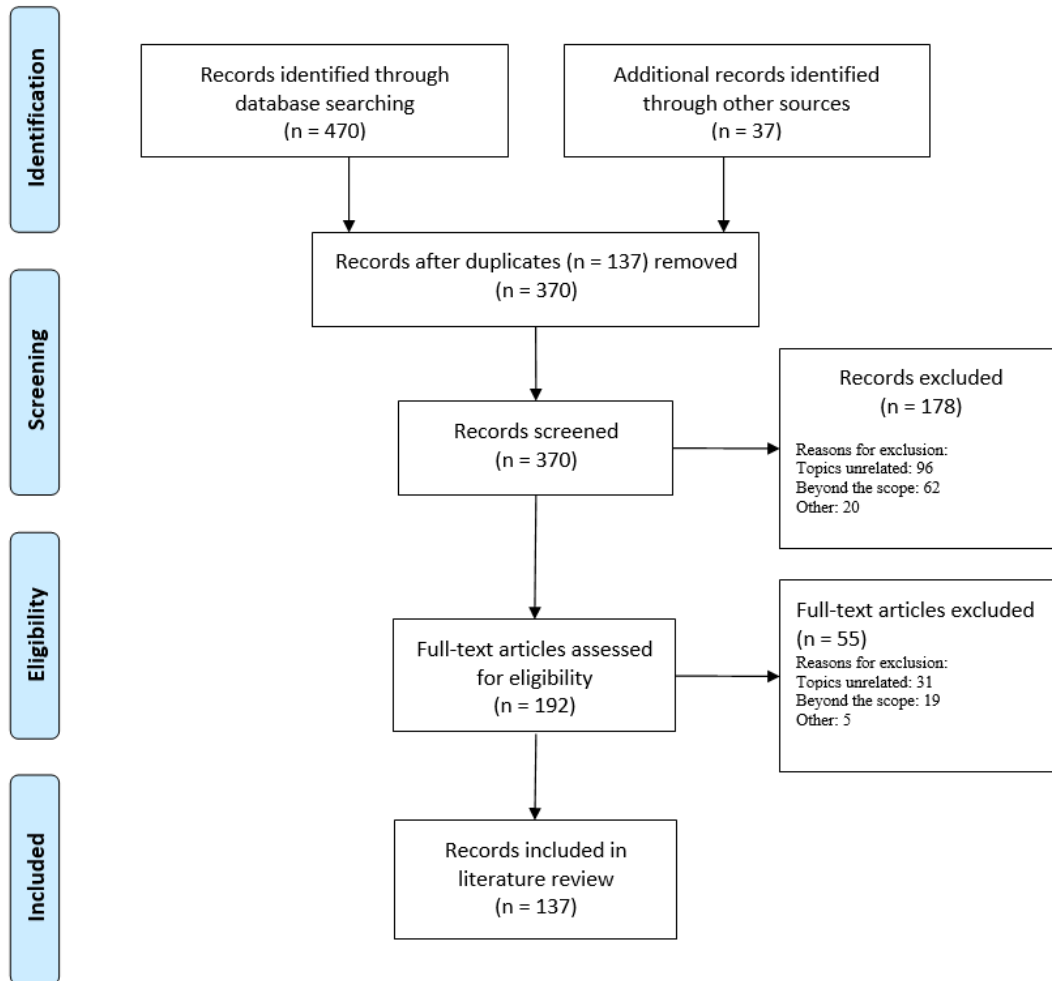 Identification
Records identified through
database searching
(n = 470)
Additional records identified
through other sources
(n = 37)
Records after duplicates (n = 137) removed
(n = 370)
Screening
Records screened
(n = 370)
Records excluded
(n = 178)
Reasons for exclusion:
Topics unrelated: 96
Beyond the scope: 62
Other: 20
Eligibility
Full-text articles assessed
for eligibility
(n = 192)
Full-text articles excluded
(n = 55)
Reasons for exclusion:
Topics unrelated: 31
Beyond the scope: 19
Other: 5
Included
Records included in
literature review
(n = 137)